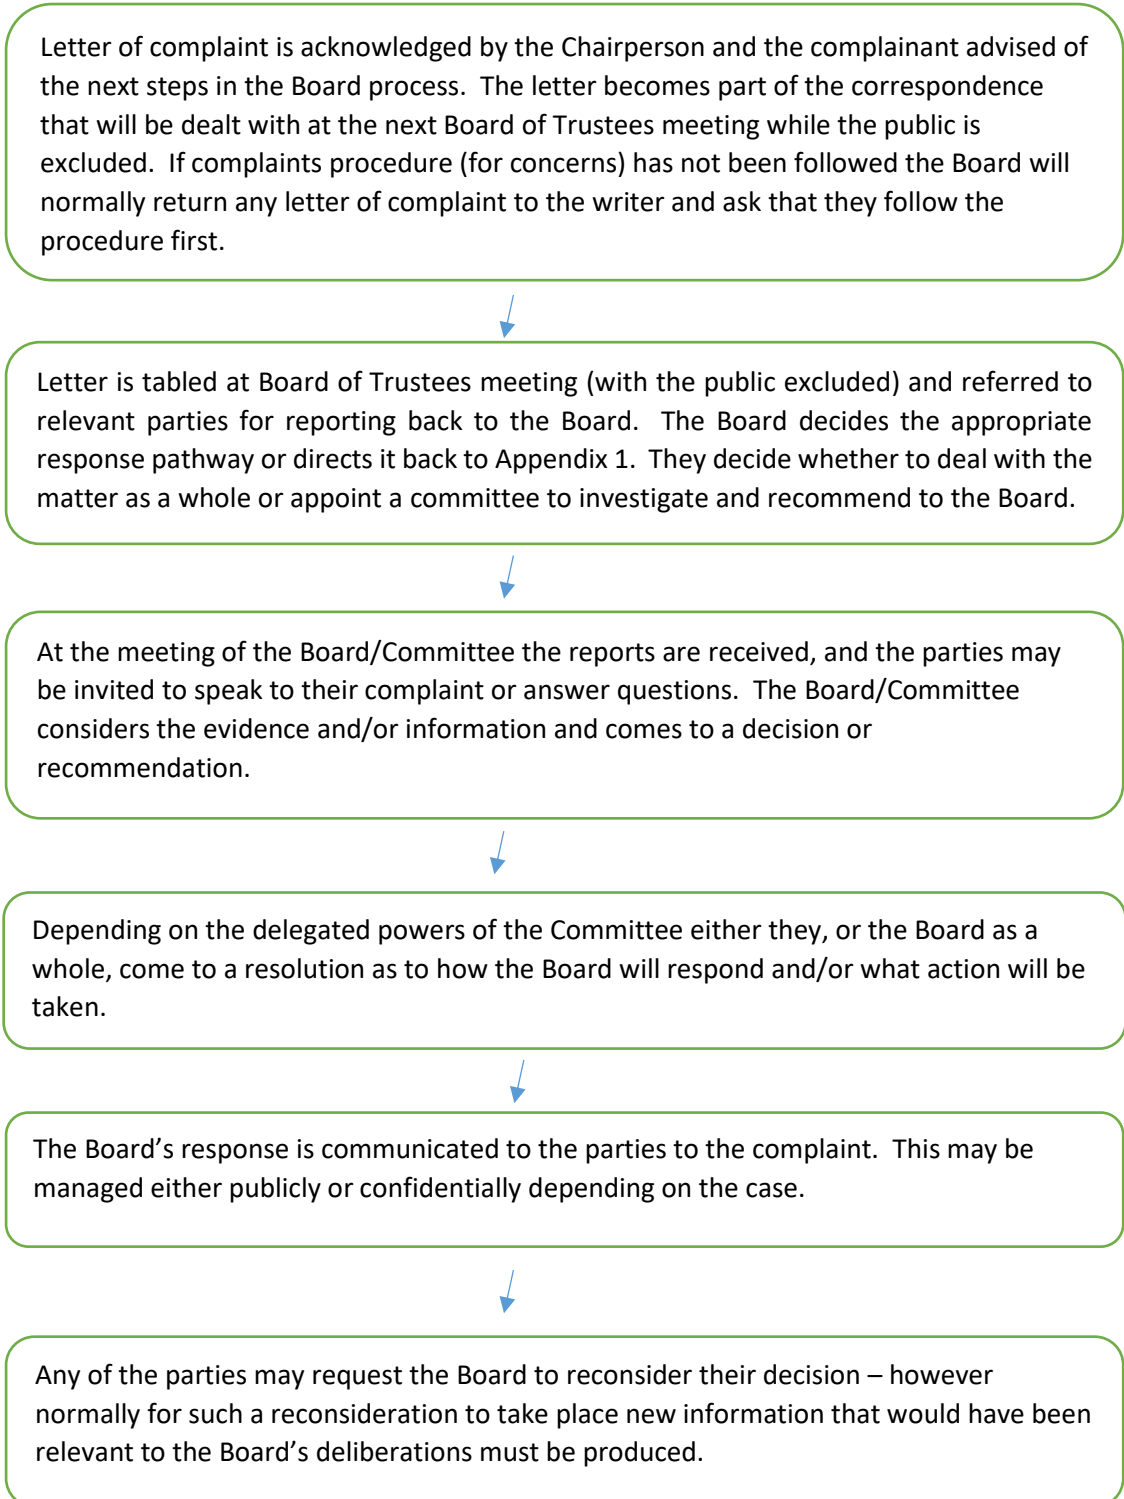 Letter of complaint is acknowledged by the Chairperson and the complainant advised of
the next steps in the Board process.  The letter becomes part of the correspondence
that will be dealt with at the next Board of Trustees meeting while the public is
excluded.  If complaints procedure (for concerns) has not been followed the Board will
normally return any letter of complaint to the writer and ask that they follow the
procedure first.
Letter is tabled at Board of Trustees meeting (with the public excluded) and referred to
relevant parties for reporting back to the Board.  The Board decides the appropriate
response pathway or directs it back to Appendix 1.  They decide whether to deal with the
matter as a whole or appoint a committee to investigate and recommend to the Board.
At the meeting of the Board/Committee the reports are received, and the parties may
be invited to speak to their complaint or answer questions.  The Board/Committee
considers the evidence and/or information and comes to a decision or
recommendation.
Depending on the delegated powers of the Committee either they, or the Board as a
whole, come to a resolution as to how the Board will respond and/or what action will be
taken.
The Board’s response is communicated to the parties to the complaint.  This may be
managed either publicly or confidentially depending on the case.
Any of the parties may request the Board to reconsider their decision – however
normally for such a reconsideration to take place new information that would have been
relevant to the Board’s deliberations must be produced.